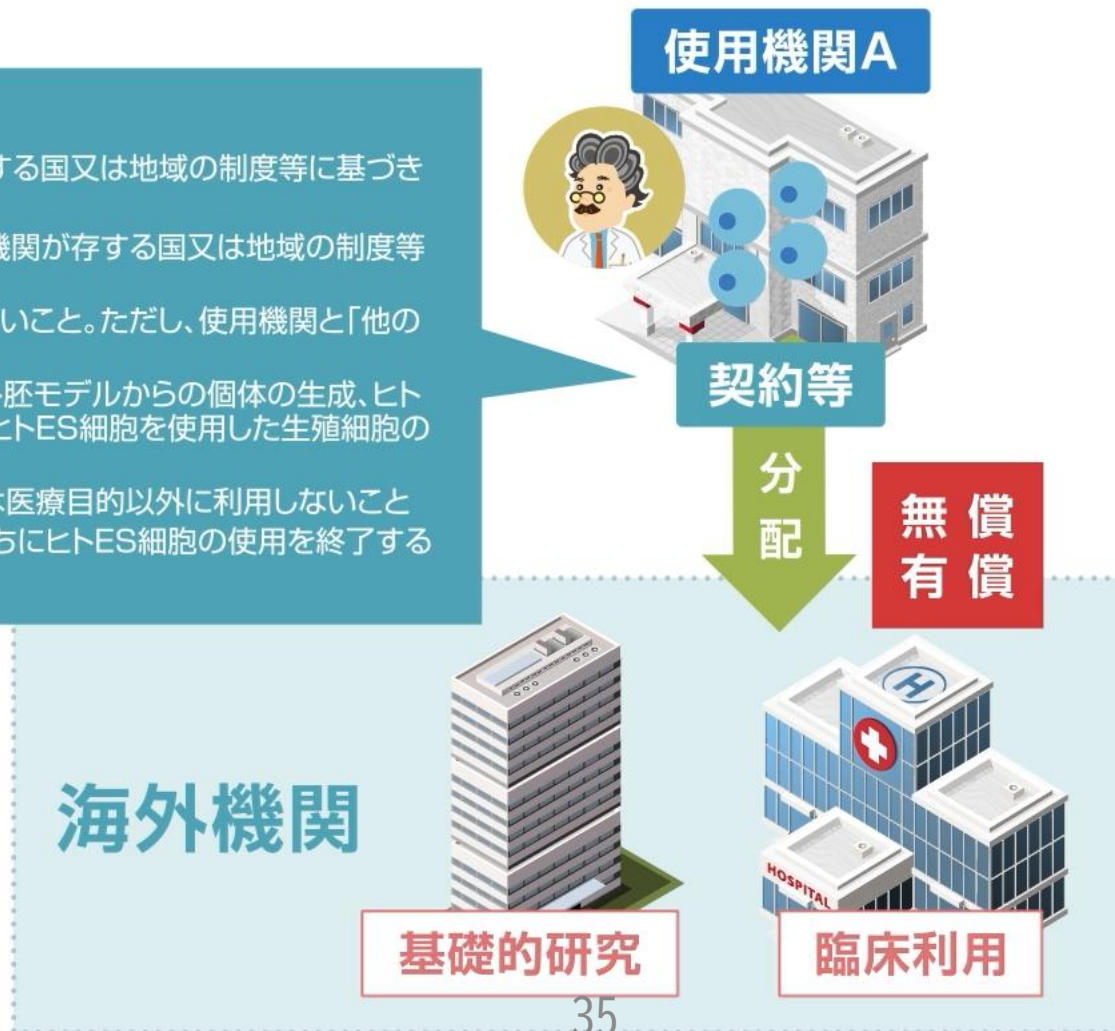 使用機関A
する国又は地域の制度等に基づき
機関が存する国又は地域の制度等
いこと。ただし、使用機関と「他の
胚モデルからの個体の生成、ヒト
ヒトES細胞を使用した生殖細胞の
医療目的以外に利用しないこと
ちにヒトES細胞の使用を終了する
契約等
分
配
無償
有償
海外機関
H
HOSPITAL
基礎的研究
臨床利用
35